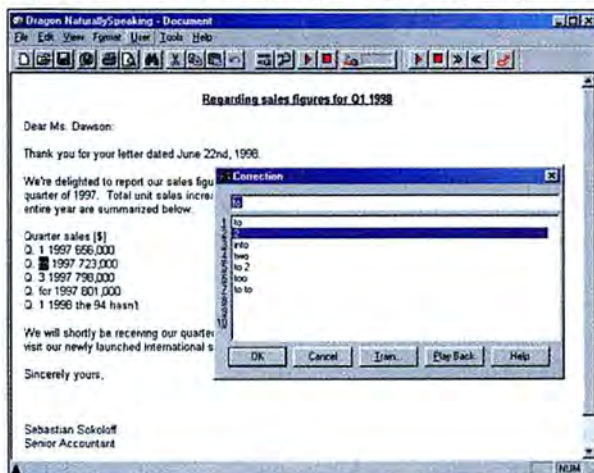 Dragon NaturallySpeaking - Document
File Edit View Format User Tools Help
Regarding sales figures for Q1 1998
Dear Ms. Dawson:
Thank you for your letter dated June 22nd, 1998.
We're delighted to report our sales figu
quarter of 1997. Total unit sales increa
entire year are summarized below.
Quarter sales [$]
Q. 1 1997 656,000
Q. 1997 723,000
Q. 3 1997 798,000
Q. for 1997 801,000
Q. 1 1998 the 94 hasn't
We will shortly be receiving our quarte
visit our newly launched international s
Sincerely yours,
Sebastian Sokoloff
Senior Accountant
Correction
to
to
2
into
two
to 2
too
to to
10
OK Cancel Train... Play Back Help
NUM